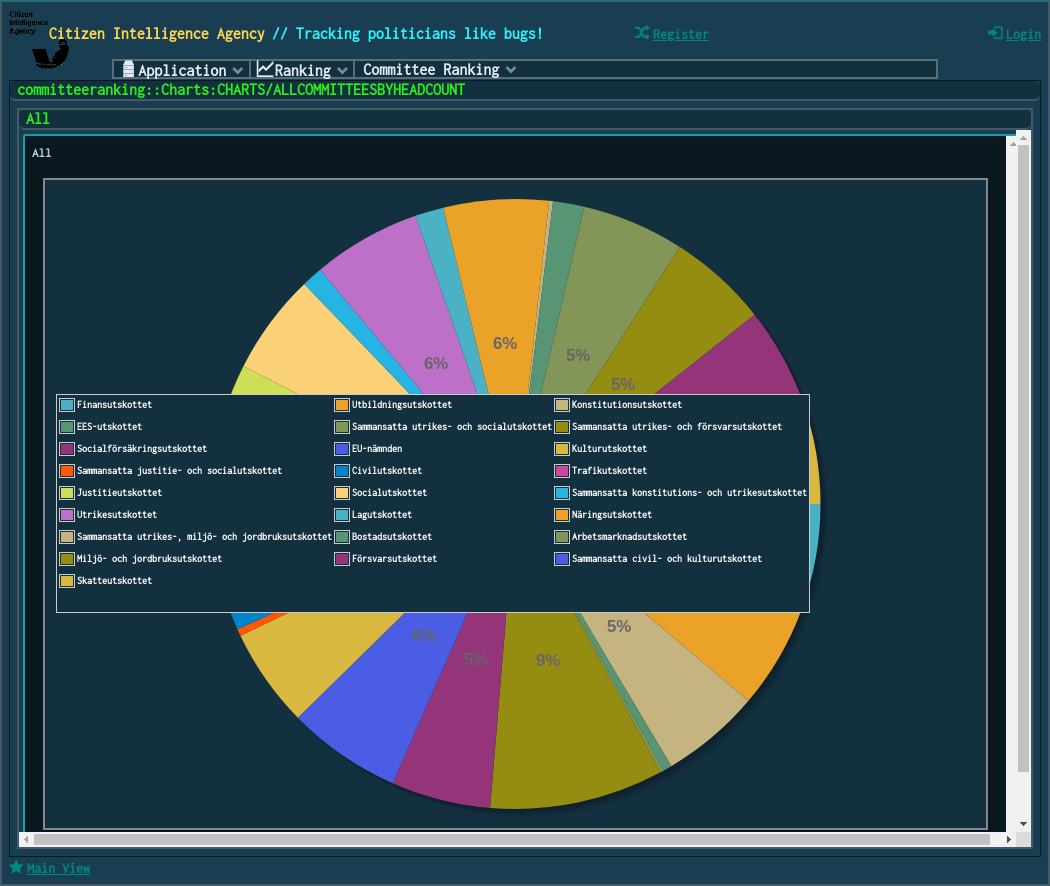 Citizen
Intelligence
Agency
Citizen Intelligence Agency // Tracking politicians like bugs!
Register
Login
Application
Ranking
Committee Ranking
committeeranking::Charts:CHARTS/ALLCOMMITTEESBYHEADCOUNT
All
All
6%
6%
5%
5%
Finansutskottet
Utbildningsutskottet
Konstitutionsutskottet
EES-utskottet
Sammansatta utrikes- och socialutskottet
Sammansatta utrikes- och försvarsutskottet
Socialförsäkringsutskottet
EU-nämnden
Kulturutskottet
Sammansatta justitie- och socialutskottet
Civilutskottet
Trafikutskottet
Justitieutskottet
Socialutskottet
Sammansatta konstitutions- och utrikesutskottet
Utrikesutskottet
Lagutskottet
Näringsutskottet
Sammansatta utrikes-, miljö- och jordbruksutskottet
Bostadsutskottet
Arbetsmarknadsutskottet
Miljö- och jordbruksutskottet
Försvarsutskottet
Sammansatta civil- och kulturutskottet
Skatteutskottet
6%
5%
9%
5%
Main View